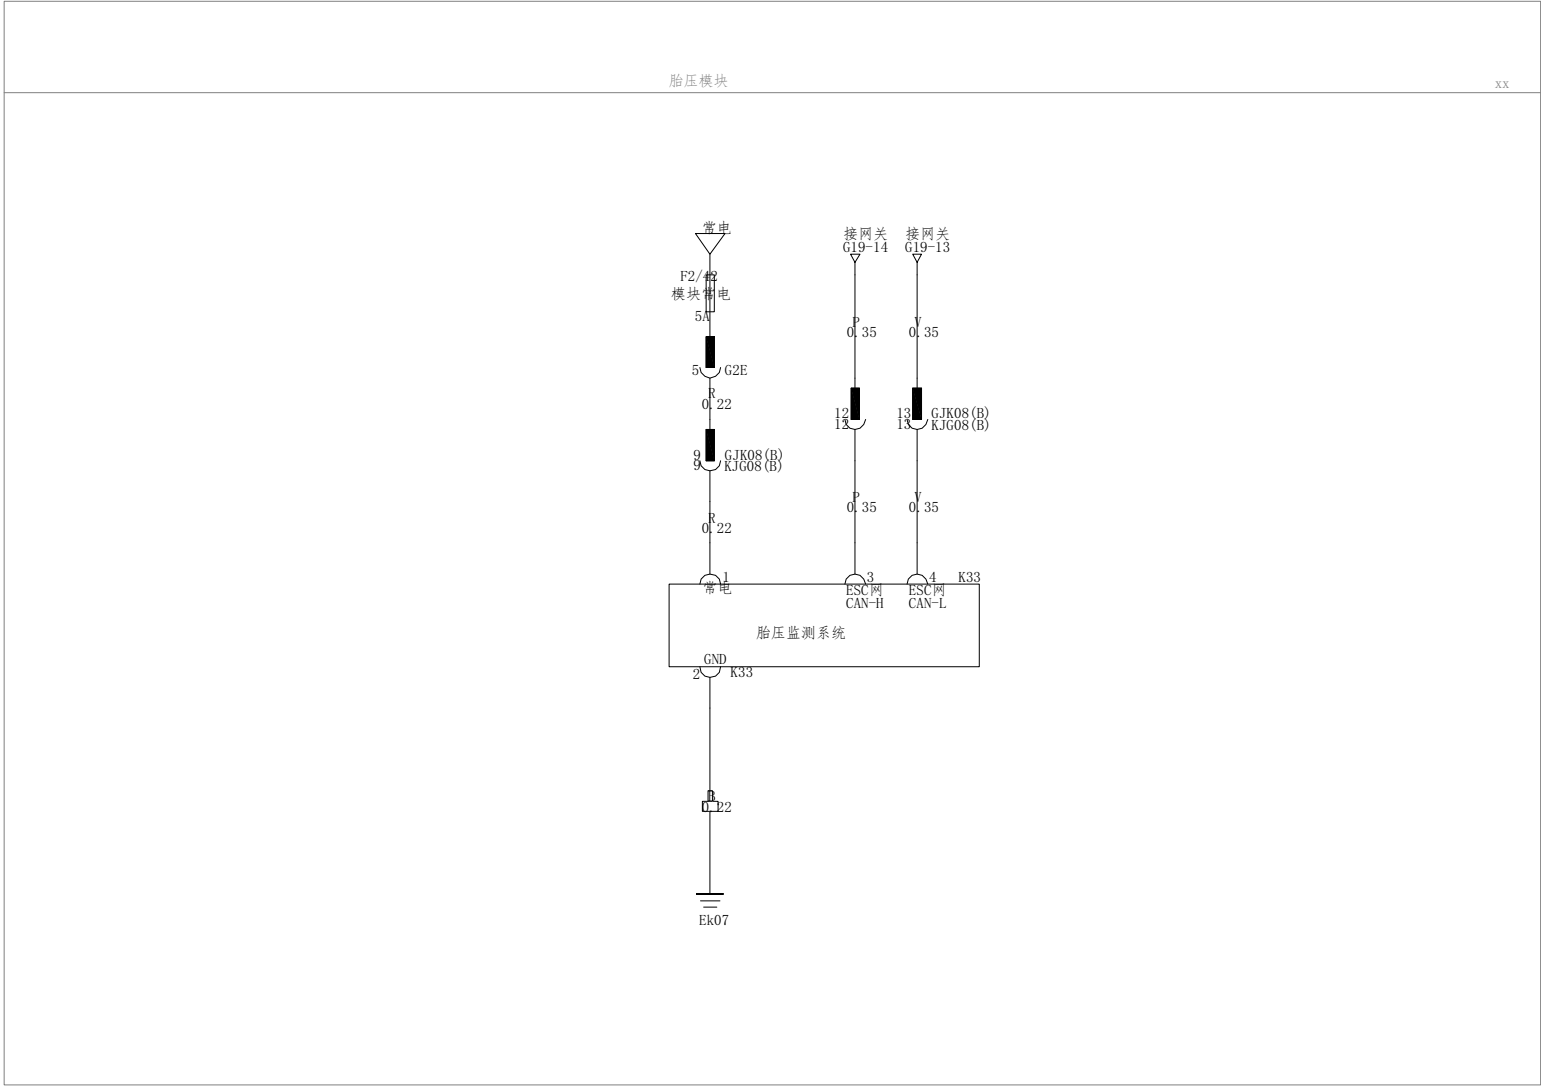 胎压模块
xx
常电
接网关
G19-14
接网关
G19-13
F2/42
模块常电
5A
P
0.35
V
0.35
5
G2E
R
0.22
12
12
13
13
GJK08(B)
KJG08(B)
9
9
GJK08(B)
KJG08(B)
P
0.35
V
0.35
R
0.22
1
3
4
K33
常电
ESC网
CAN-H
ESC网
CAN-L
胎压监测系统
GND
2
K33
B
0.22
Ek07